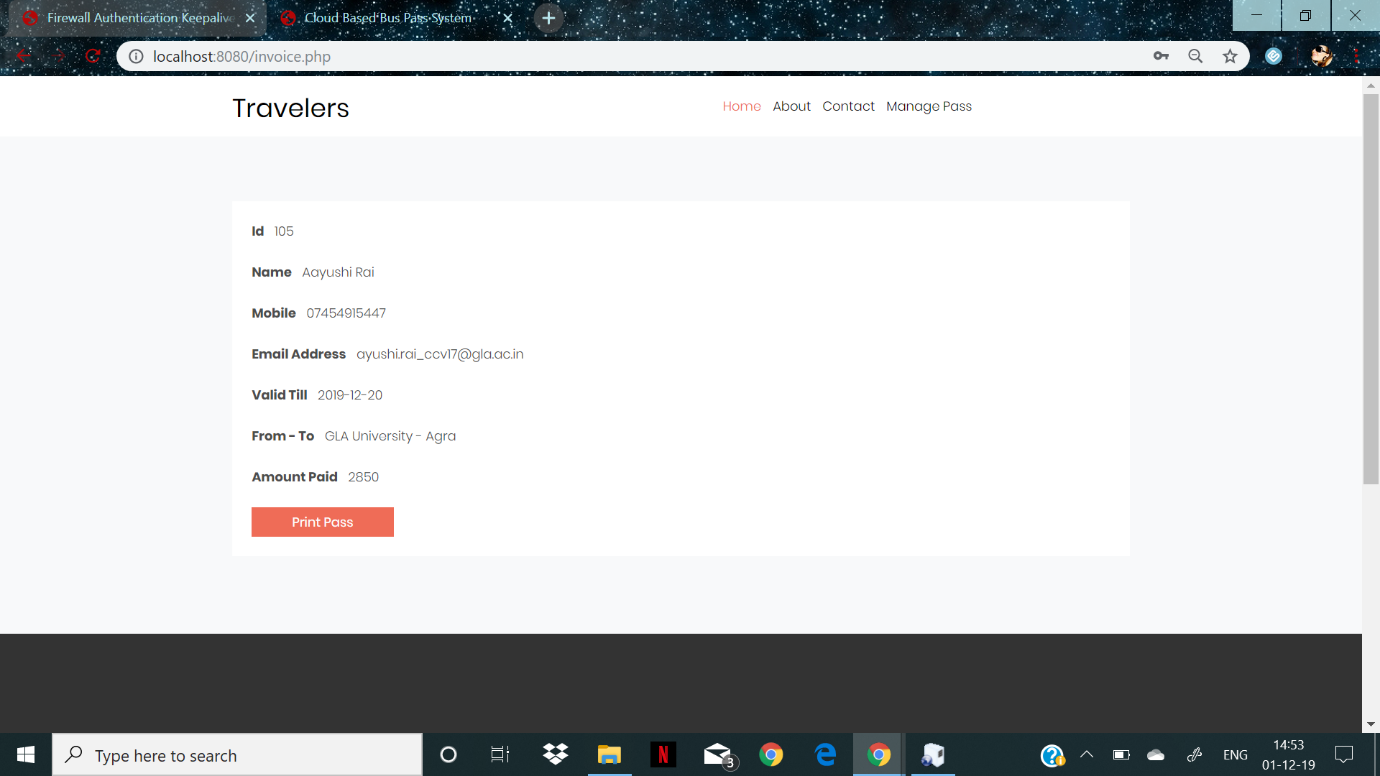 Firewall Authentication Keepalive
Cloud Based Bus Pass System
localhost:8080/invoice.php
Travelers
Home About Contact Manage Pass
Id 105
Name Aayushi Rai
Mobile 07454915447
Email Address ayushi.rai_ccv17@gla.ac.in
Valid Till 2019-12-20
From - To GLA University - Agra
Amount Paid 2850
Print Pass
Type here to search
3
ENG
14:53
01-12-19